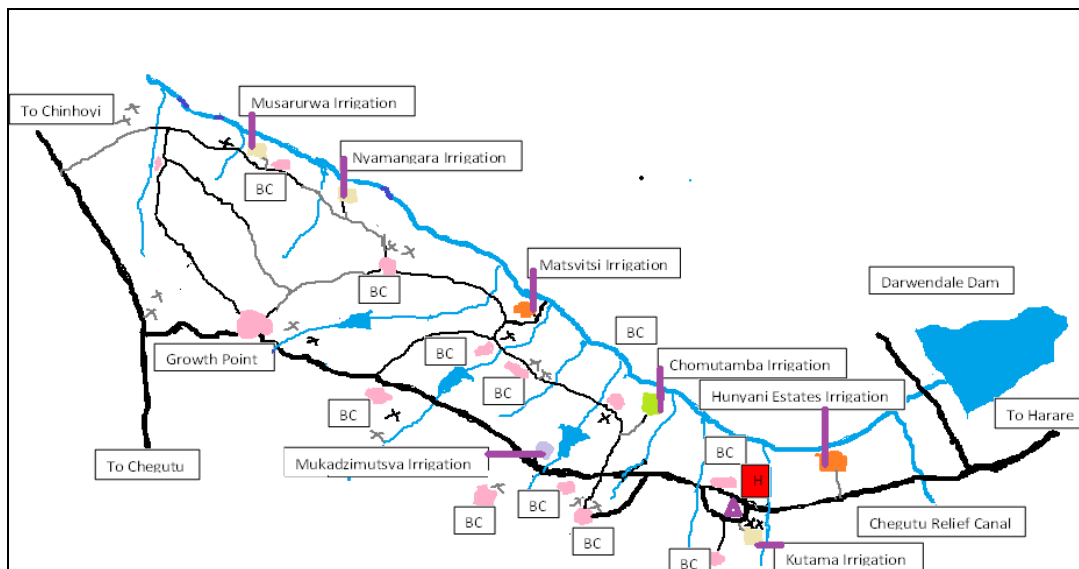 Musarurwa Irrigation
To Chinhoyi
Nyamangara Irrigation
BC
Matsvitsi Irrigation
Darwendale Dam
BC
BC
Growth Point
BC
Chomutamba Irrigation
BC
Hunyani Estates Irrigation
BC
To Harare
To Chegutu
Mukadzimutsva Irrigation
BC
H
BC
BC
BC
Chegutu Relief Canal
Kutama Irrigation
BC